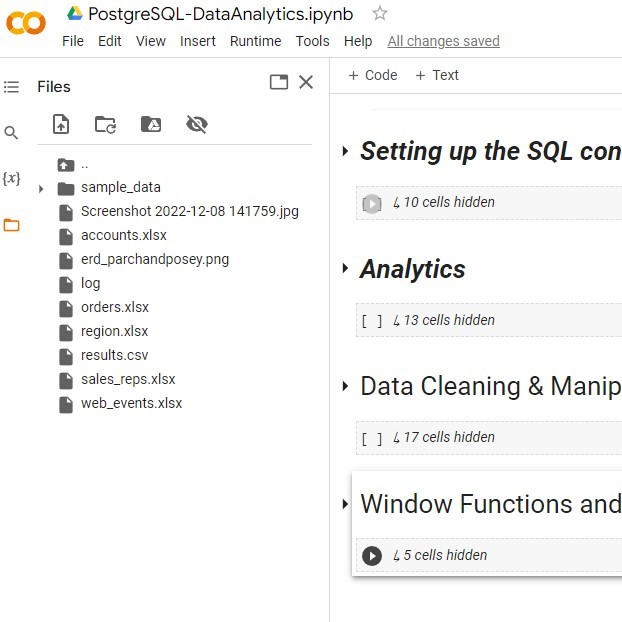 PostgreSQL-DataAnalytics.ipynb
File Edit View Insert Runtime Tools Help All changes saved
Files
+ Code + Text
{x}
..
sample_data
Screenshot 2022-12-08 141759.jpg
accounts.xlsx
erd_parchandposey.png
log
orders.xlsx
region.xlsx
results.csv
sales_reps.xlsx
web_events.xlsx
Setting up the SQL con
[ ] ↳ 10 cells hidden
Analytics
[ ] ↳ 13 cells hidden
Data Cleaning & Manip
[ ] ↳ 17 cells hidden
Window Functions and
↳ 5 cells hidden